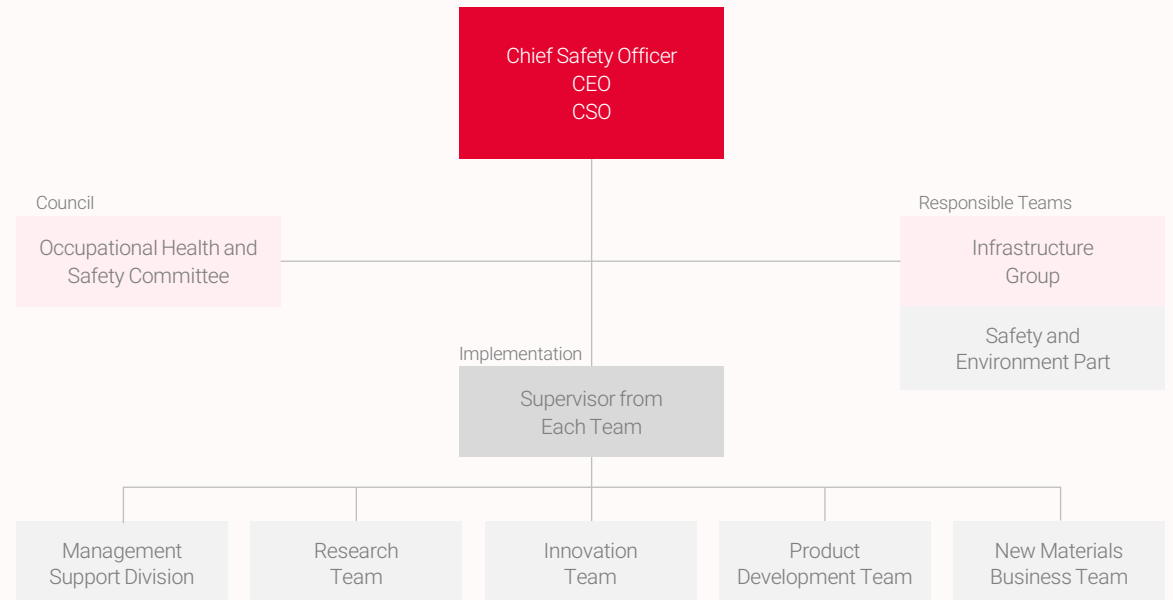 Chief Safety Officer
CEO
CSO
Council
Occupational Health and
Safety Committee
Responsible Teams
Infrastructure
Group
Safety and
Environment Part
Implementation
Supervisor from
Each Team
Management
Support Division
Research
Team
Innovation
Team
Product
Development Team
New Materials
Business Team